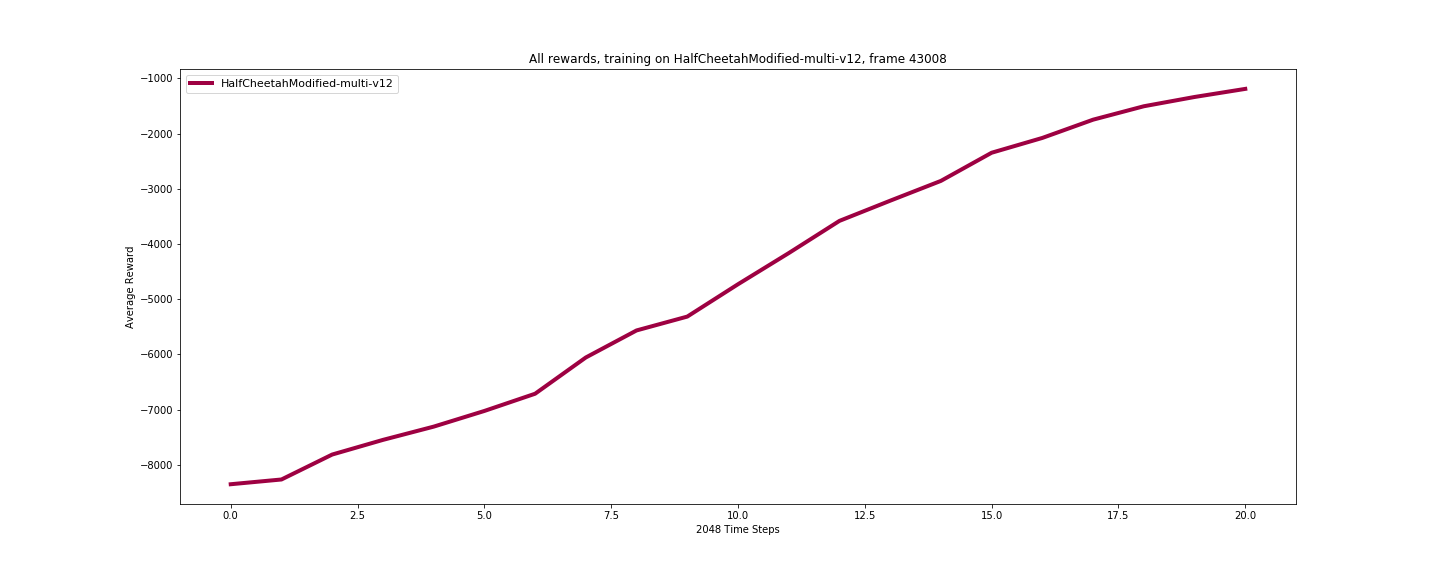 All rewards, training on HalfCheetahModified-multi-v12, frame 43008
HalfCheetahModified-multi-v12
−1000
−2000
−3000
−4000
−5000
−6000
−7000
−8000
Average Reward
0.0 2.5 5.0 7.5 10.0 12.5 15.0 17.5 20.0
2048 Time Steps